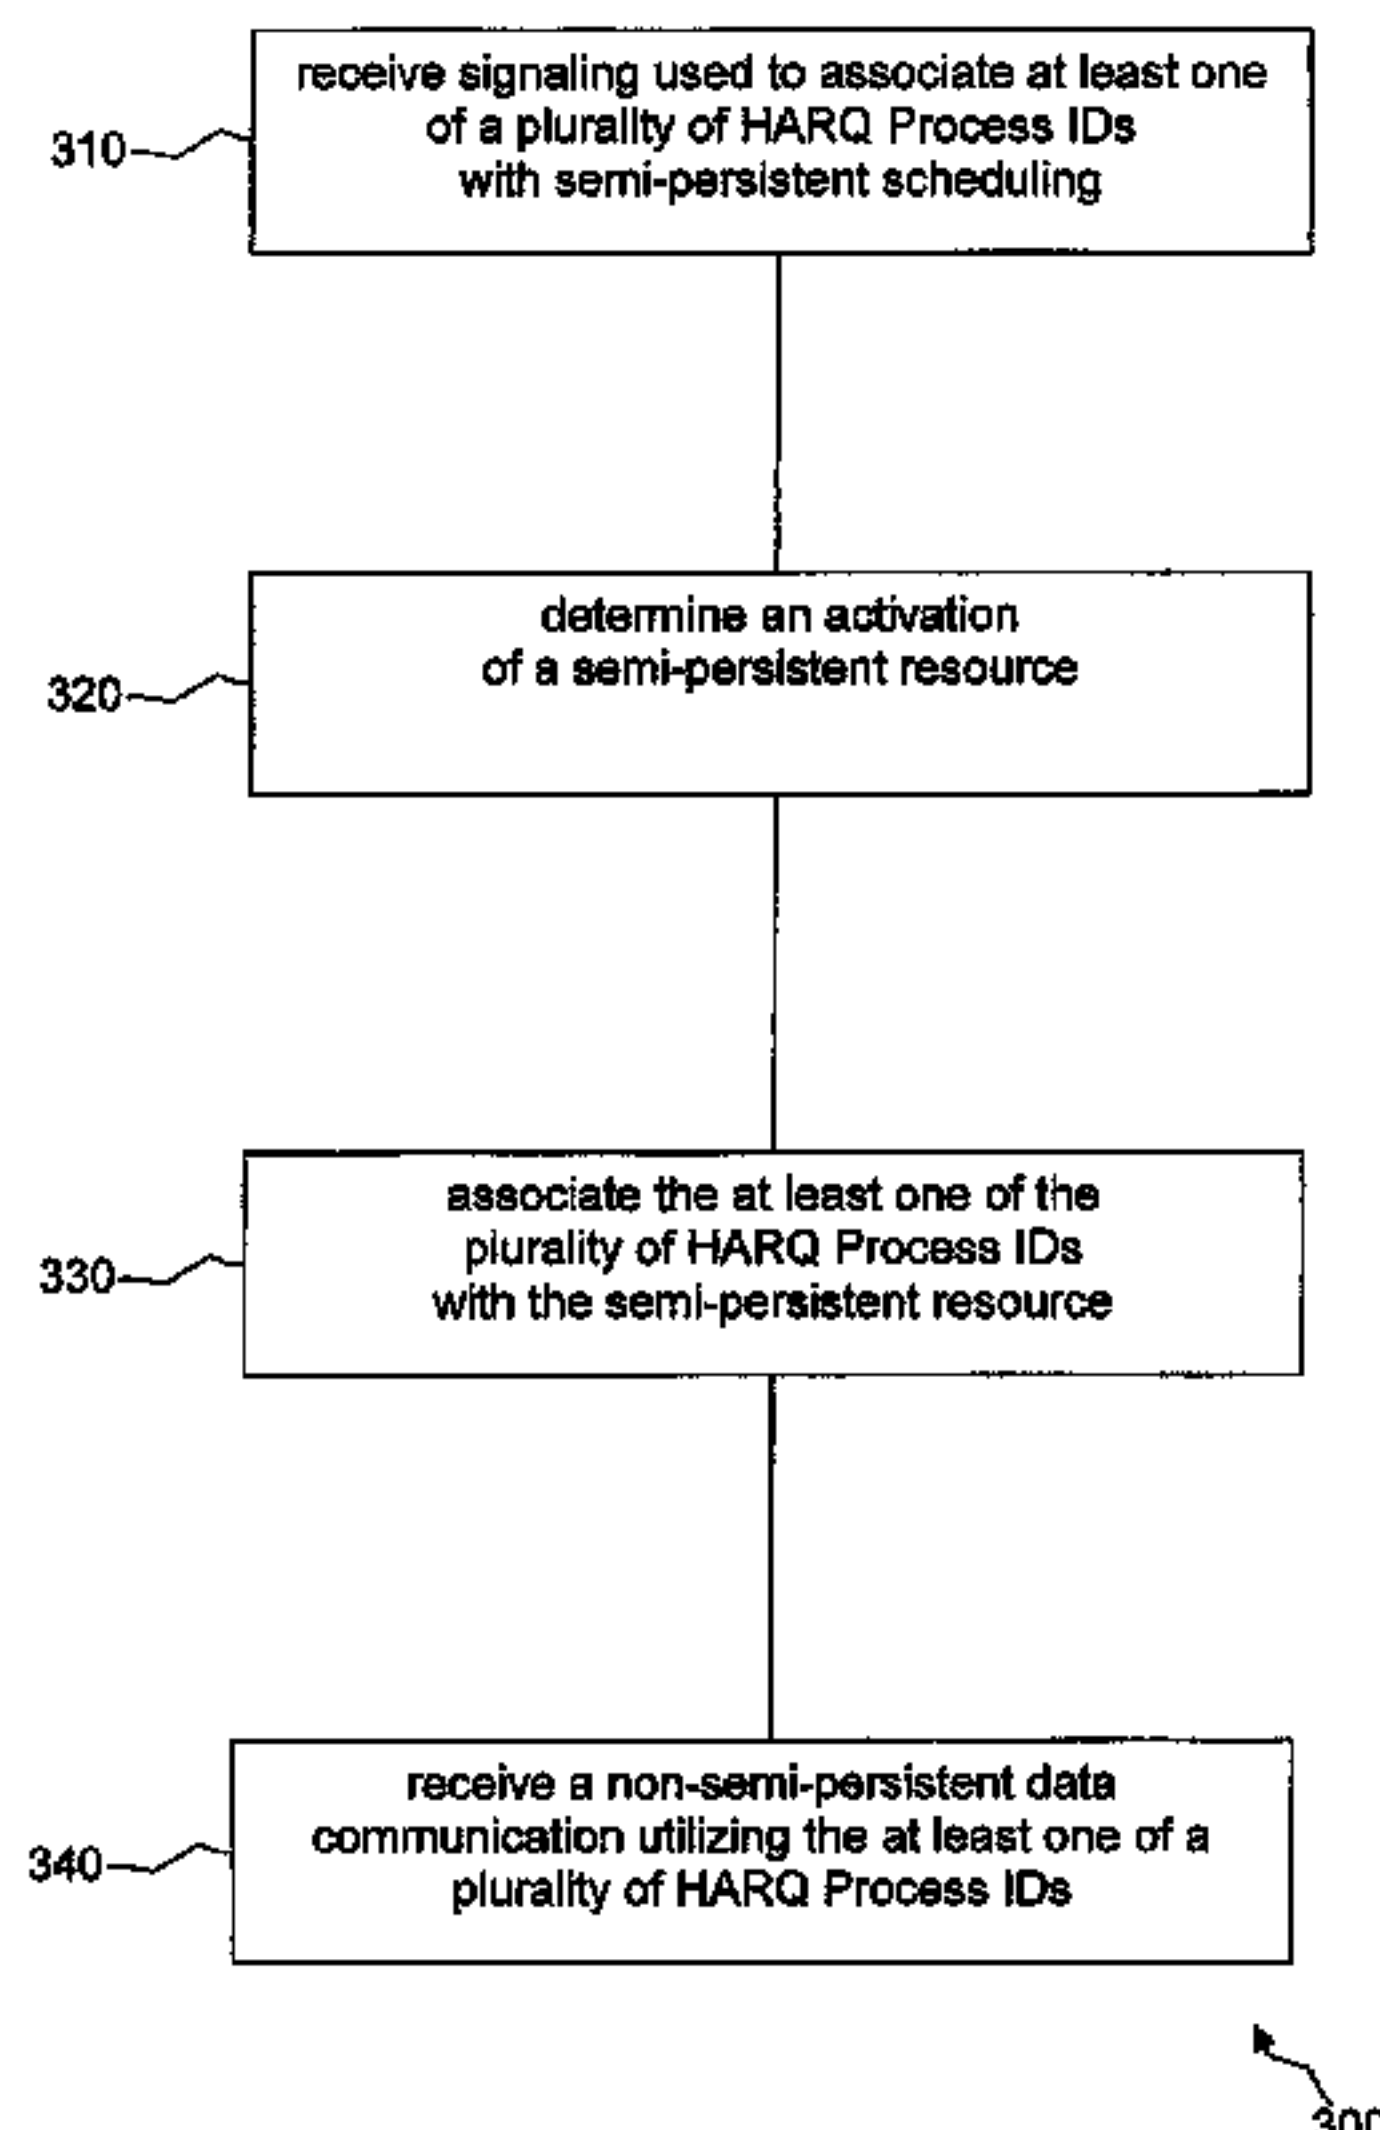 receive signaling used to associate at least one
of a plurality of HARQ Process IDs
with semi-persistent scheduling
310
determine an activation
of a semi-persistent resource
320
associate the at least one of the
plurality of HARQ Process IDs
with the semi-persistent resource
330
receive a non-semi-persistent data
communication utilizing the at least one of a
plurality of HARQ Process IDs
340
300